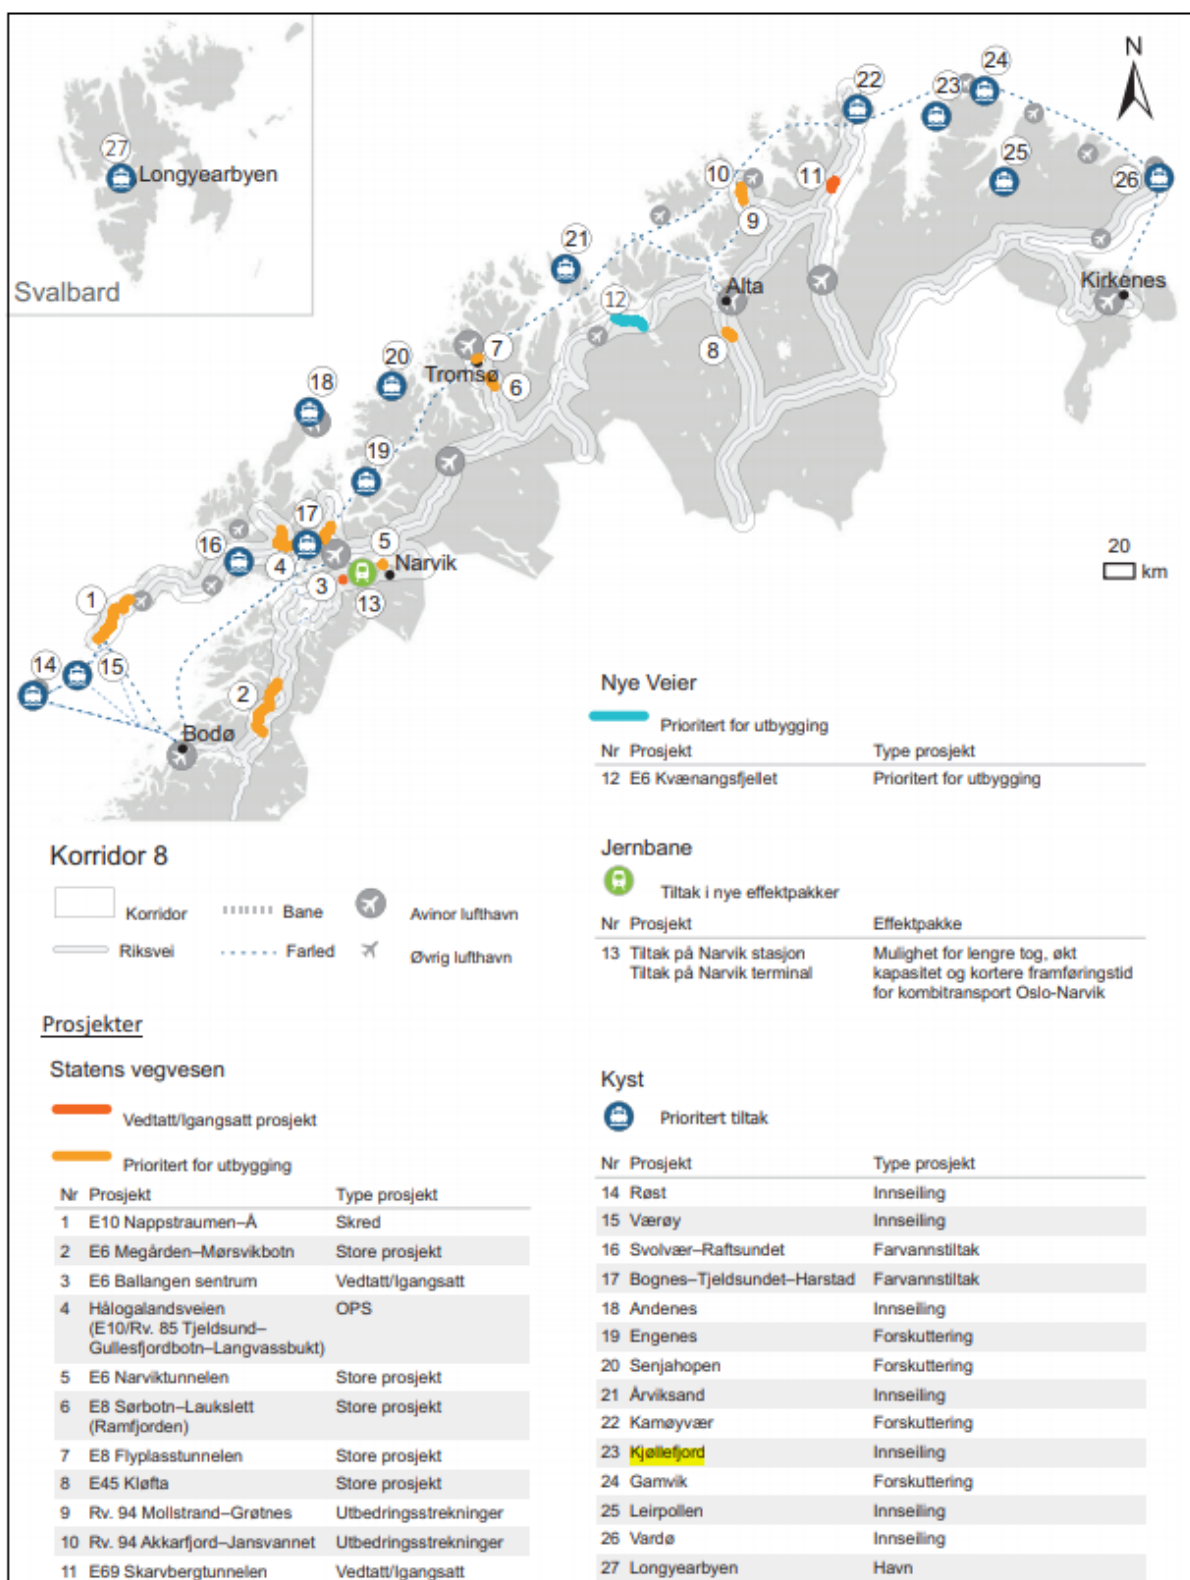 N
22
23
24
25
26
27
Longyearbyen
Svalbard
10
11
9
21
12
Alta
Kirkenes
8
7
Tromsø
6
20
18
19
17
16
4
5
Narvik
3
13
20
km
1
14
15
2
Bodø
Nye Veier
Prioritert for utbygging
Nr Prosjekt Type prosjekt
12 E6 Kvænangsfjellet Prioritert for utbygging
Korridor 8
Korridor Bane Avinor lufthavn
Riksvei Farled Øvrig lufthavn
Jernbane
Tiltak i nye effektpakker
Nr Prosjekt Effektpakke
13 Tiltak på Narvik stasjon Mulighet for lengre tog, økt
Tiltak på Narvik terminal kapasitet og kortere framføringstid
for kombitransport Oslo-Narvik
Prosjekter
Statens vegvesen
Vedtatt/Igangsatt prosjekt
Prioritert for utbygging
Nr Prosjekt Type prosjekt
1 E10 Nappstraumen–Å Skred
2 E6 Megården–Mørsvikbotn Store prosjekt
3 E6 Ballangen sentrum Vedtatt/Igangsatt
4 Hålogalandsveien OPS
(E10/Rv. 85 Tjeldsund–
Gullesfjordbotn–Langvassbukt)
5 E6 Narviktunnelen Store prosjekt
6 E8 Sørbotn–Laukslett Store prosjekt
(Ramfjorden)
7 E8 Flyplasstunnelen Store prosjekt
8 E45 Kløfta Store prosjekt
9 Rv. 94 Mollstrand–Grøtnes Utbedringsstrekninger
10 Rv. 94 Akkarfjord–Jansvannet Utbedringsstrekninger
11 E69 Skarvbergtunnelen Vedtatt/Igangsatt
Kyst
Prioritert tiltak
Nr Prosjekt Type prosjekt
14 Røst Innseiling
15 Værøy Innseiling
16 Svolvær–Raftsundet Farvannstiltak
17 Bognes–Tjeldsundet–Harstad Farvannstiltak
18 Andenes Innseiling
19 Engenes Forskuttering
20 Senjahopen Forskuttering
21 Årviksand Innseiling
22 Kamøyvær Forskuttering
23 Kjøllefjord Innseiling
24 Gamvik Forskuttering
25 Leirpollen Innseiling
26 Vardø Innseiling
27 Longyearbyen Havn